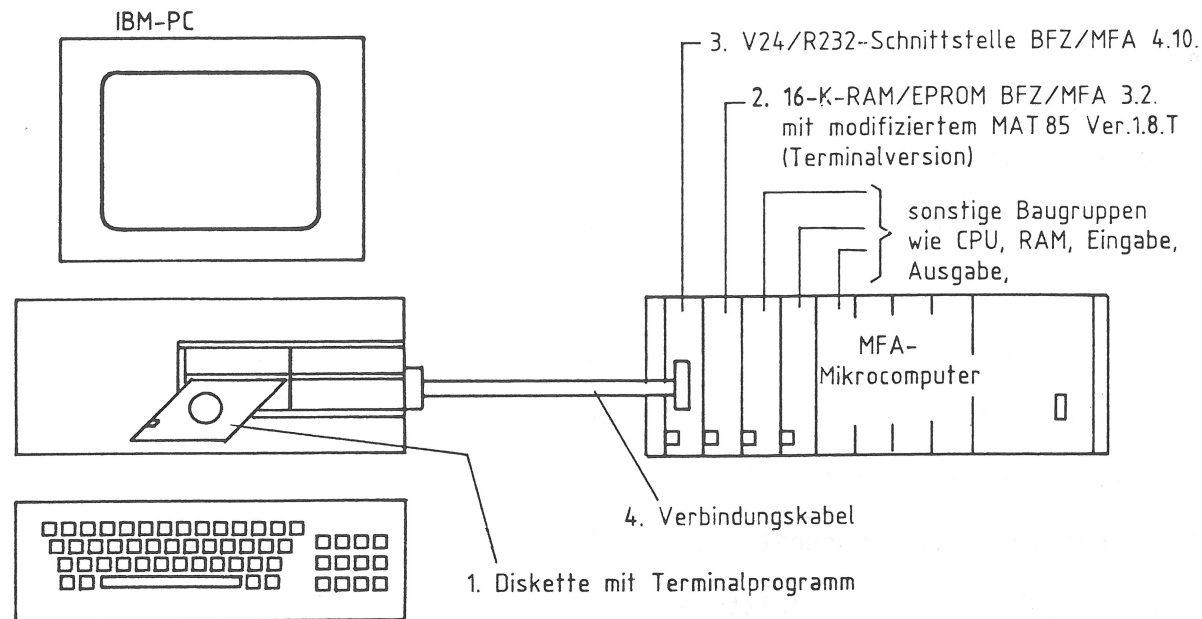 IBM-PC
3. V24/R232-Schnittstelle BFZ/MFA 4.10.
2. 16-K-RAM/EPROM BFZ/MFA 3.2.
mit modifiziertem MAT 85 Ver.1.8.T
(Terminalversion)
sonstige Baugruppen
wie CPU, RAM, Eingabe,
Ausgabe,
MFA-
Mikrocomputer
4. Verbindungskabel
1. Diskette mit Terminalprogramm